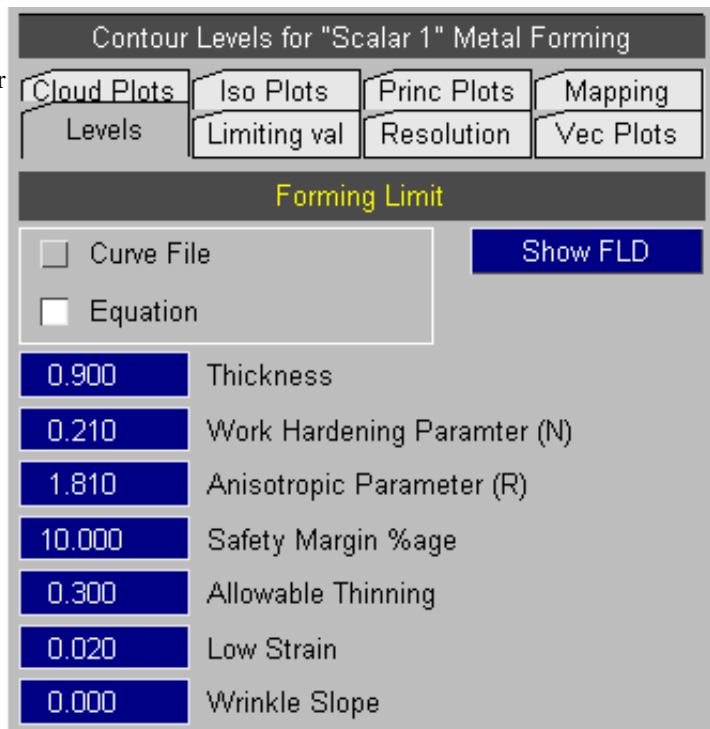 Contour Levels for "Scalar 1" Metal Forming
r
Cloud Plots Iso Plots Princ Plots Mapping
Levels Limiting val Resolution Vec Plots
Forming Limit
Curve File Show FLD
Equation
0.900 Thickness
0.210 Work Hardening Paramter (N)
1.810 Anisotropic Parameter (R)
10.000 Safety Margin %age
0.300 Allowable Thinning
0.020 Low Strain
0.000 Wrinkle Slope